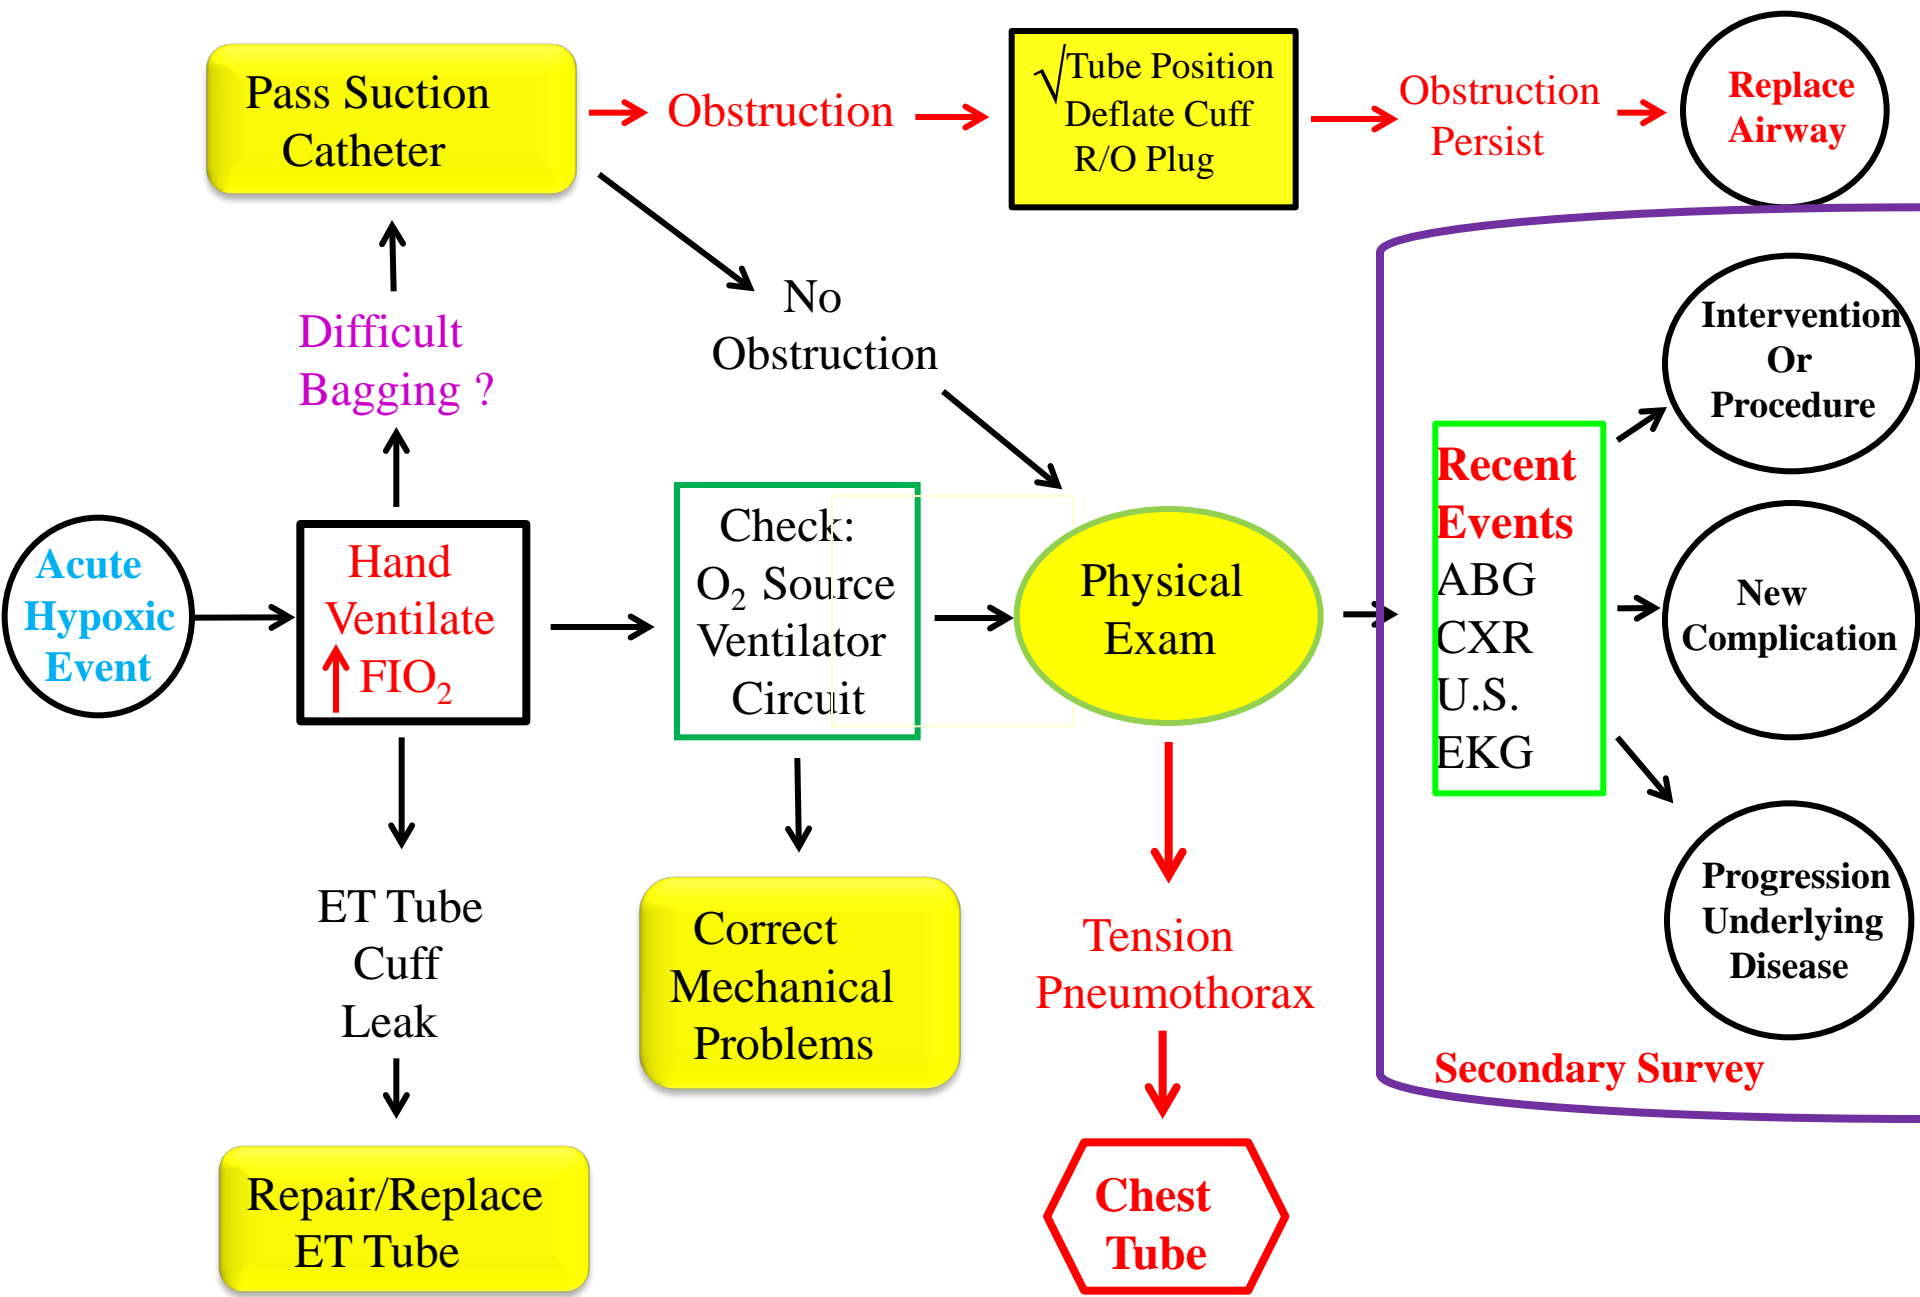 Pass Suction
Catheter
Obstruction
√Tube Position
Deflate Cuff
R/O Plug
Obstruction
Persist
Replace
Airway
Difficult
Bagging ?
No
Obstruction
Acute
Hypoxic
Event
Hand
Ventilate
FIO₂
Check:
O₂ Source
Ventilator
Circuit
Physical
Exam
Recent
Events
ABG
CXR
U.S.
EKG
Intervention
Or
Procedure
New
Complication
Progression
Underlying
Disease
Secondary Survey
ET Tube
Cuff
Leak
Repair/Replace
ET Tube
Correct
Mechanical
Problems
Tension
Pneumothorax
Chest
Tube